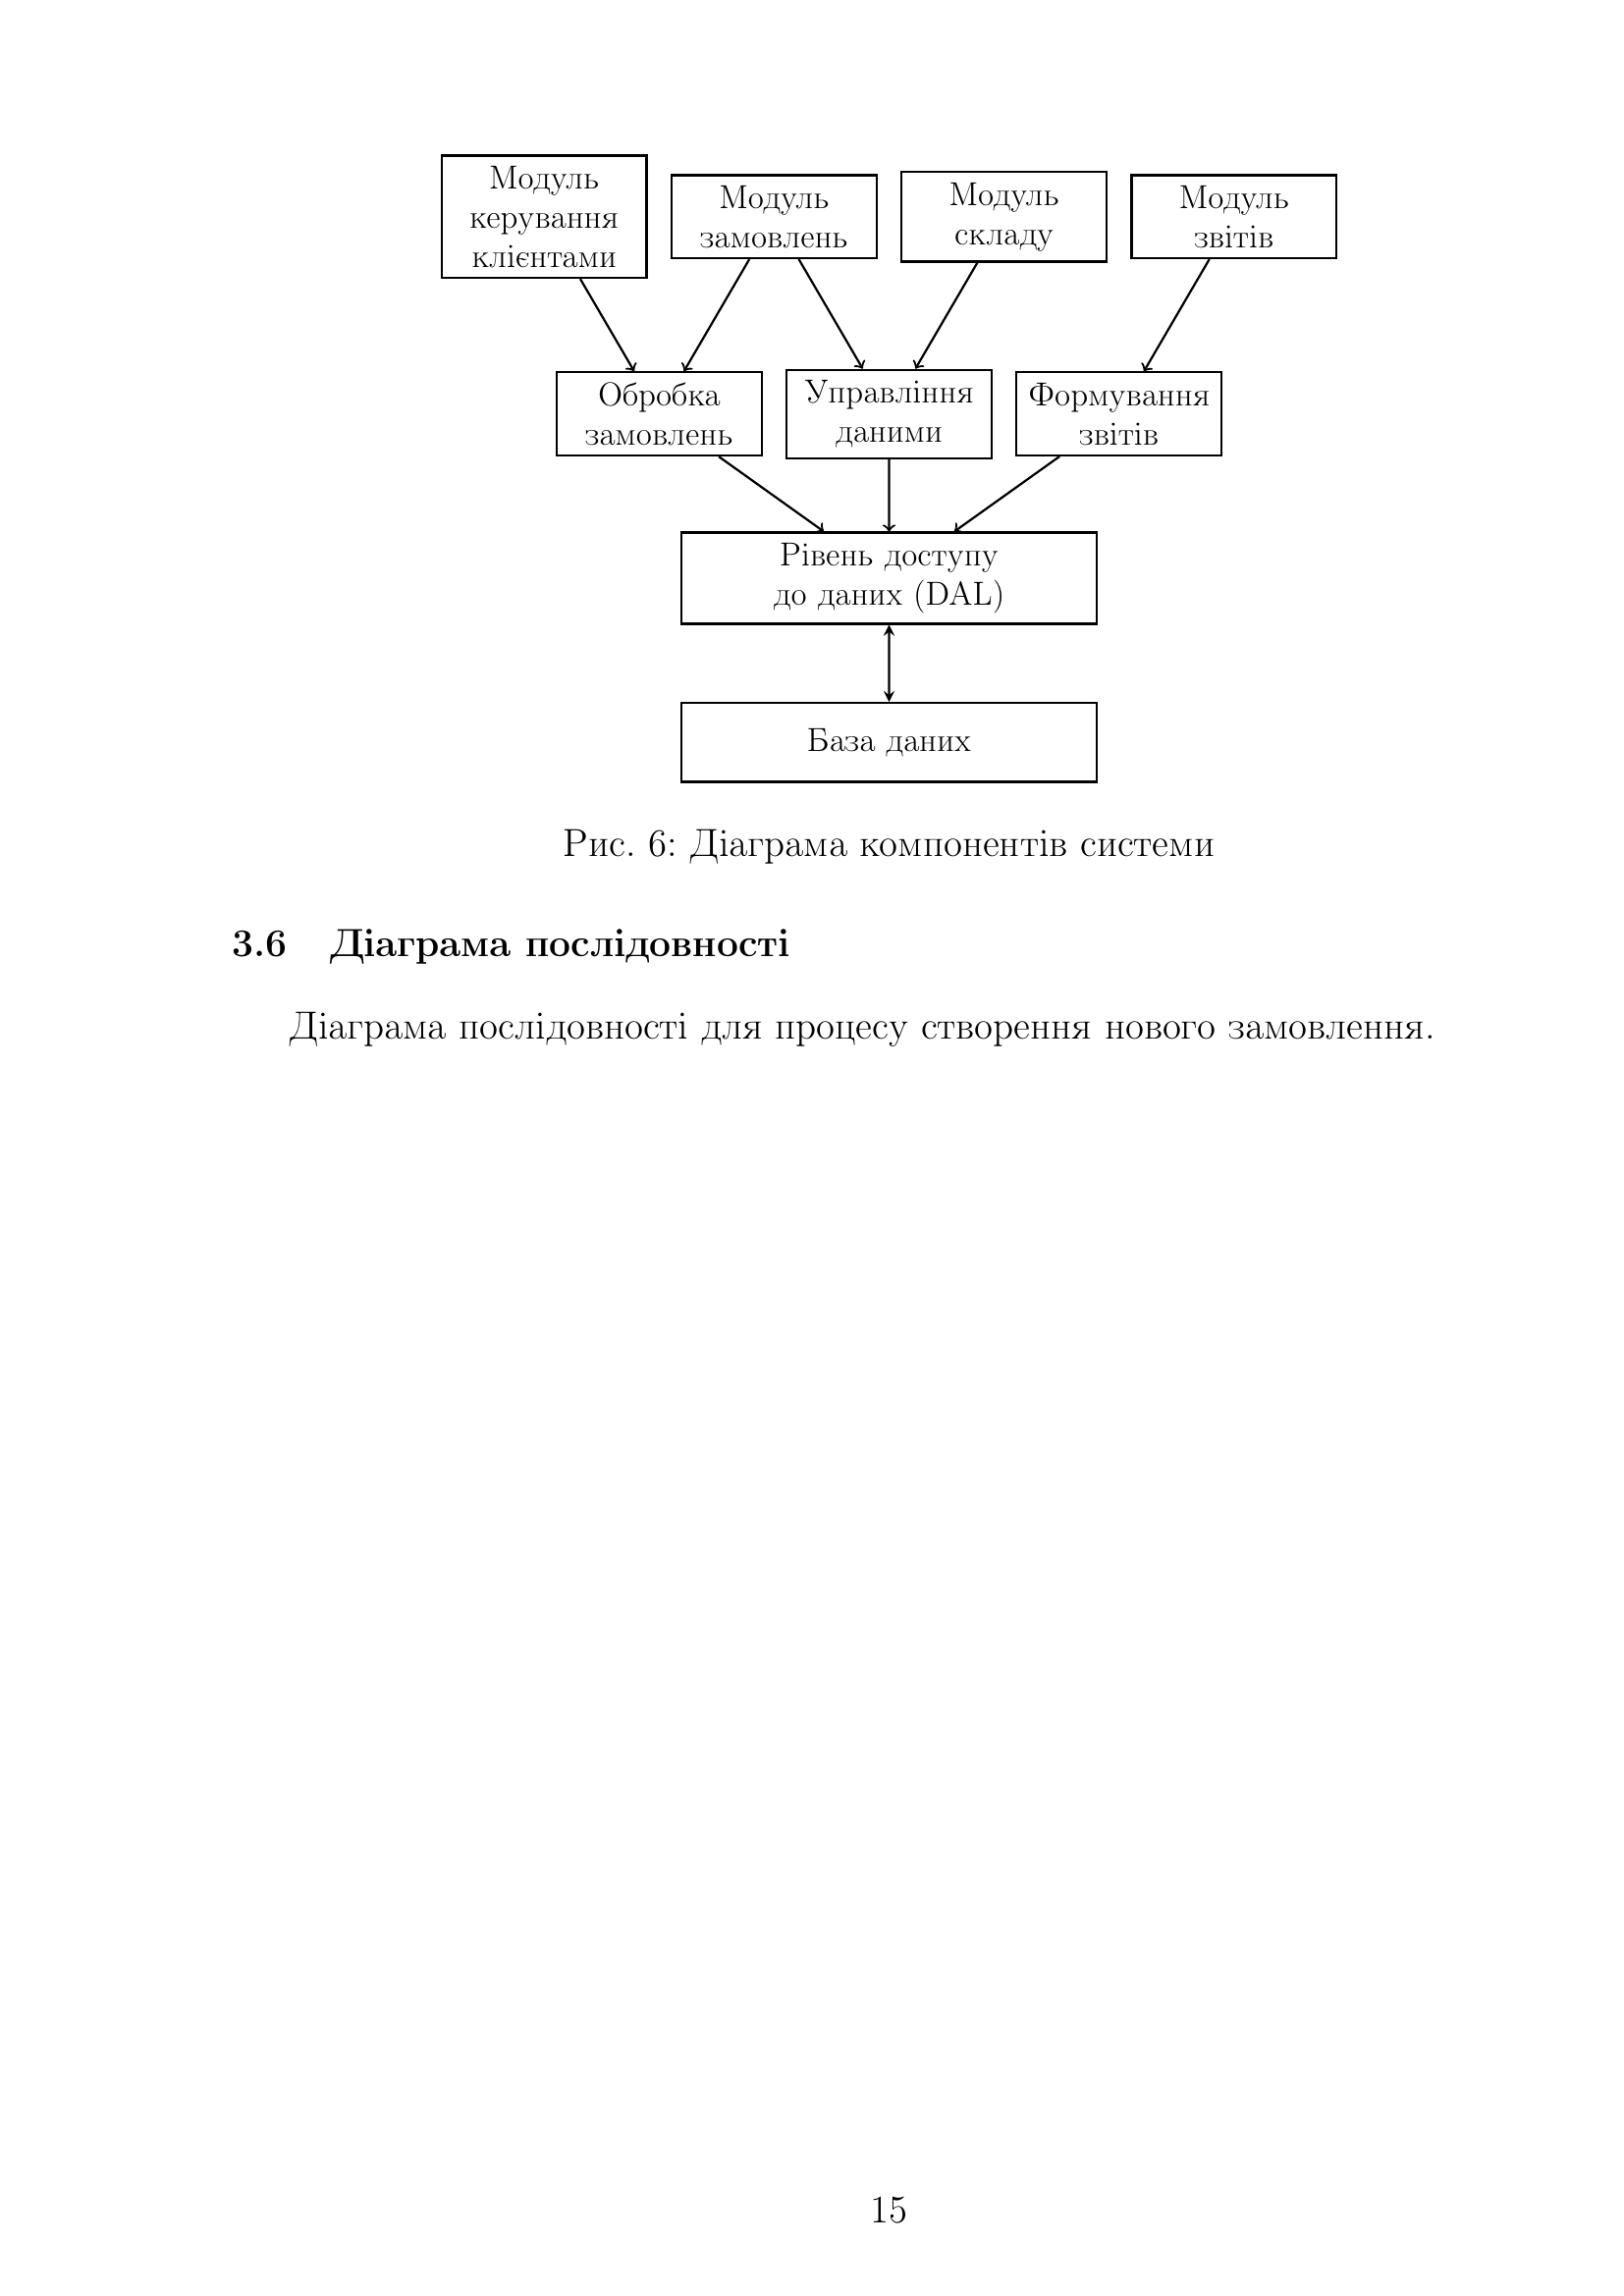 Модуль
керування
клієнтами
Модуль
замовлень
Модуль
складу
Модуль
звітів
Обробка
замовлень
Управління
даними
Формування
звітів
Рівень доступу
до даних (DAL)
База даних
Рис. 6: Діаграма компонентів системи
3.6 Діаграма послідовності
Діаграма послідовності для процесу створення нового замовлення.
15